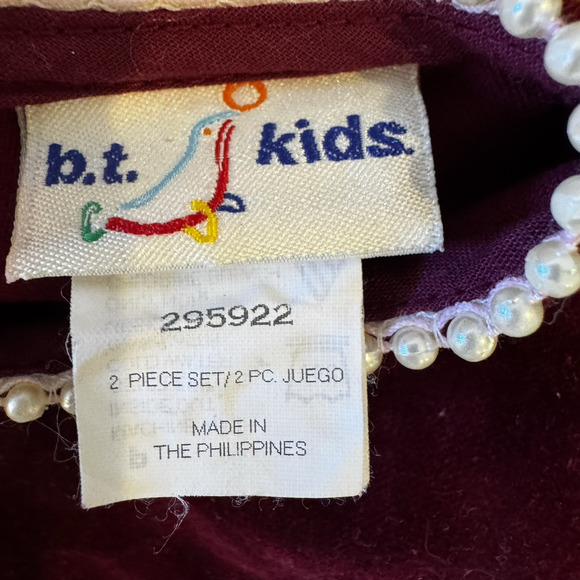 b.t. kids.
295922
2 PIECE SET/2 PC. JUEGO
MADE IN
THE PHILIPPINES